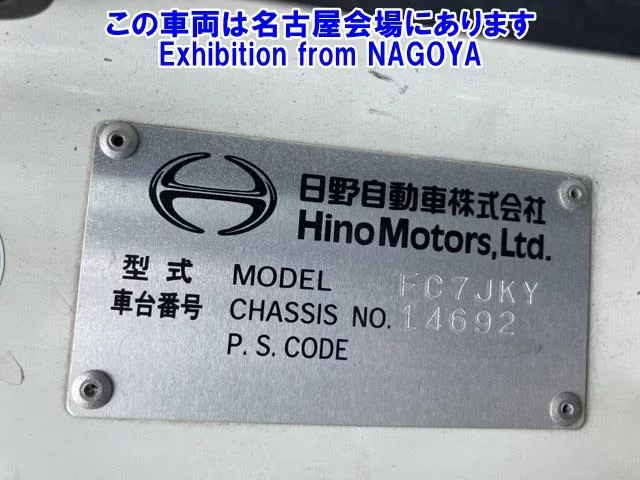 この車両は名古屋会場にあります
Exhibition from NAGOYA
日野自動車株式会社
Hino Motors, Ltd.
型式 MODEL FC7JKY
車台番号 CHASSIS NO. 14692
P. S. CODE